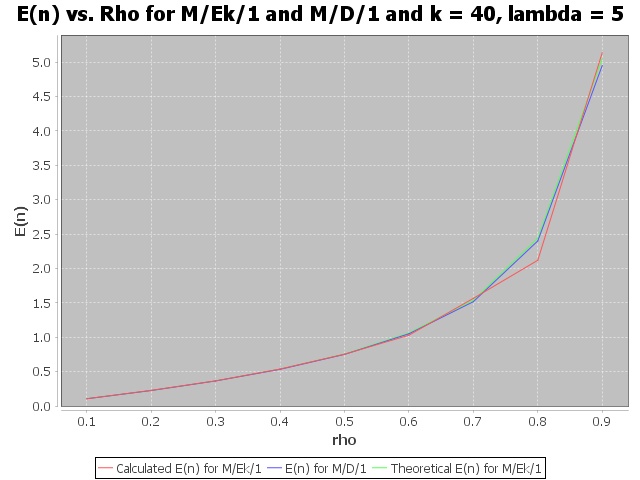 E(n) vs. Rho for M/Ek/1 and M/D/1 and k = 40, lambda = 5
5.0
4.5
4.0
3.5
3.0
2.5
2.0
1.5
1.0
0.5
0.0
E(n)
0.1 0.2 0.3 0.4 0.5 0.6 0.7 0.8 0.9
rho
Calculated E(n) for M/Ek/1 E(n) for M/D/1 Theoretical E(n) for M/Ek/1